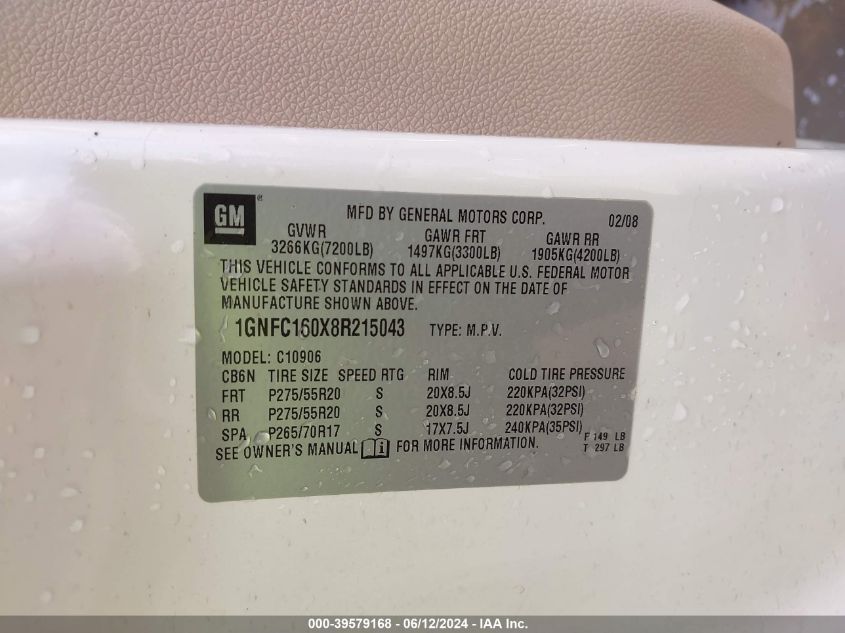 GM ®
MFD BY GENERAL MOTORS CORP. 02/08
GVWR GAWR FRT GAWR RR
3266KG(7200LB) 1497KG(3300LB) 1905KG(4200LB)
THIS VEHICLE CONFORMS TO ALL APPLICABLE U.S. FEDERAL MOTOR
VEHICLE SAFETY STANDARDS IN EFFECT ON THE DATE OF
MANUFACTURE SHOWN ABOVE.
1GNFC160X8R215043 TYPE: M.P.V.
MODEL: C10906
CB6N TIRE SIZE SPEED RTG RIM COLD TIRE PRESSURE
FRT P275/55R20 S 20X8.5J 220KPA(32PSI)
RR P275/55R20 S 20X8.5J 220KPA(32PSI)
SPA P265/70R17 S 17X7.5J 240KPA(35PSI)
SEE OWNER'S MANUAL FOR MORE INFORMATION. F 149 LB
T 297 LB
000-39579168 - 06/12/2024 - IAA Inc.